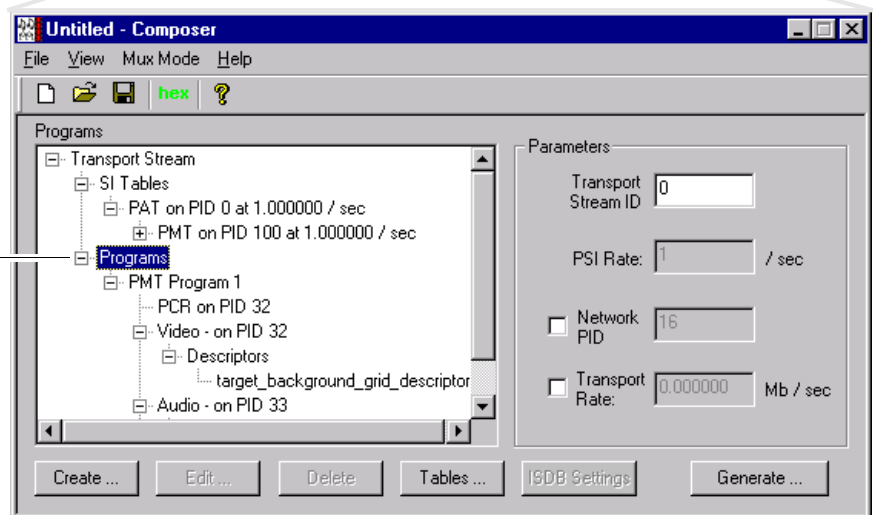 Untitled - Composer
File View Mux Mode Help
hex
Programs
Transport Stream
SI Tables
PAT on PID 0 at 1.000000 / sec
PMT on PID 100 at 1.000000 / sec
Programs
PMT Program 1
PCR on PID 32
Video - on PID 32
Descriptors
target_background_grid_descriptor
Audio - on PID 33
Parameters
Transport
Stream ID
0
PSI Rate: 1 / sec
Network
PID
16
Transport
Rate:
0.000000 Mb / sec
Create ... Edit ... Delete Tables ... ISDB Settings Generate ...